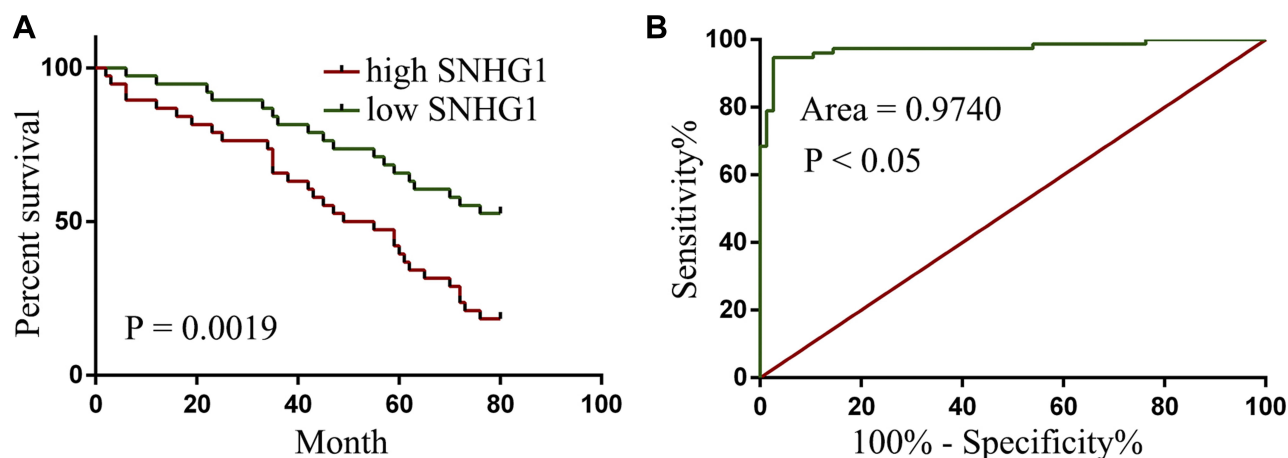 A
Percent survival
100
50
0
high SNHG1
low SNHG1
P = 0.0019
0 20 40 60 80 100
Month
B
Sensitivity%
100
80
60
40
20
0
Area = 0.9740
P < 0.05
0 20 40 60 80 100
100% - Specificity%